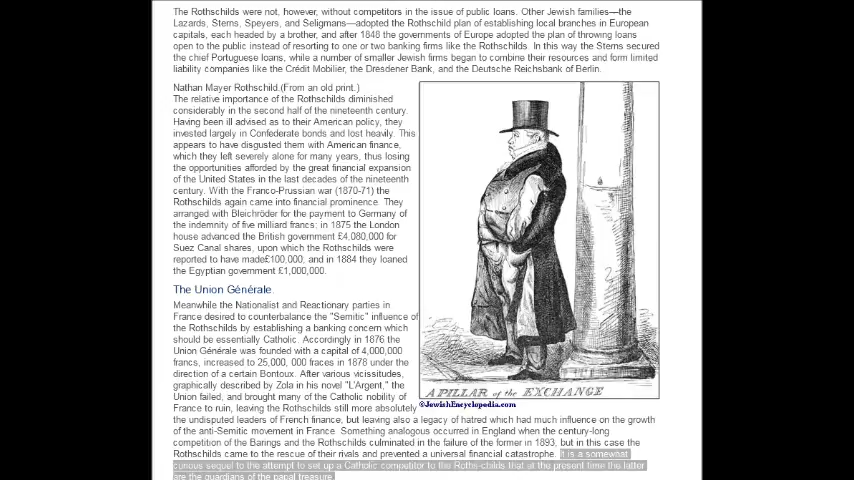 The Rothschilds were not, however, without competitors in the issue of public loans. Other Jewish families—the
Lazards, Sterns, Speyers, and Seligmans—adopted the Rothschild plan of establishing local branches in European
capitals, each headed by a brother, and after 1848 the governments of Europe adopted the plan of throwing loans
open to the public instead of resorting to one or two banking firms like the Rothschilds. In this way the Sterns secured
the chief Portuguese loans, while a number of smaller Jewish firms began to combine their resources and form limited
liability companies like the Crédit Mobilier, the Dresdener Bank, and the Deutsche Reichsbank of Berlin.
Nathan Mayer Rothschild.(From an old print.)
The relative importance of the Rothschilds diminished
considerably in the second half of the nineteenth century.
Having been ill advised as to their American policy, they
invested largely in Confederate bonds and lost heavily. This
appears to have disgusted them with American finance,
which they left severely alone for many years, thus losing
the opportunities afforded by the great financial expansion
of the United States in the last decades of the nineteenth
century. With the Franco-Prussian war (1870-71) the
Rothschilds again came into financial prominence. They
arranged with Bleichröder for the payment to Germany of
the indemnity of five milliard francs; in 1875 the London
house advanced the British government £4,080,000 for
Suez Canal shares, upon which the Rothschilds were
reported to have made£100,000; and in 1884 they loaned
the Egyptian government £1,000,000.
The Union Générale.
Meanwhile the Nationalist and Reactionary parties in
France desired to counterbalance the "Semitic" influence of
the Rothschilds by establishing a banking concern which
should be essentially Catholic. Accordingly in 1876 the
Union Générale was founded with a capital of 4,000,000
francs, increased to 25,000, 000 fraces in 1878 under the
direction of a certain Bontoux. After various vicissitudes,
graphically described by Zola in his novel "L'Argent," the
Union failed, and brought many of the Catholic nobility of
France to ruin, leaving the Rothschilds still more absolutely
the undisputed leaders of French finance, but leaving also a legacy of hatred which had much influence on the growth
of the anti-Semitic movement in France. Something analogous occurred in England when the century-long
competition of the Barings and the Rothschilds culminated in the failure of the former in 1893, but in this case the
Rothschilds came to the rescue of their rivals and prevented a universal financial catastrophe. It is a somewhat
curious sequel to the attempt to set up a Catholic competitor to the Roths-childs that at the present time the latter
are the guardians of the papal treasure.
A PILLAR of the EXCHANGE
©JewishEncyclopedia.com